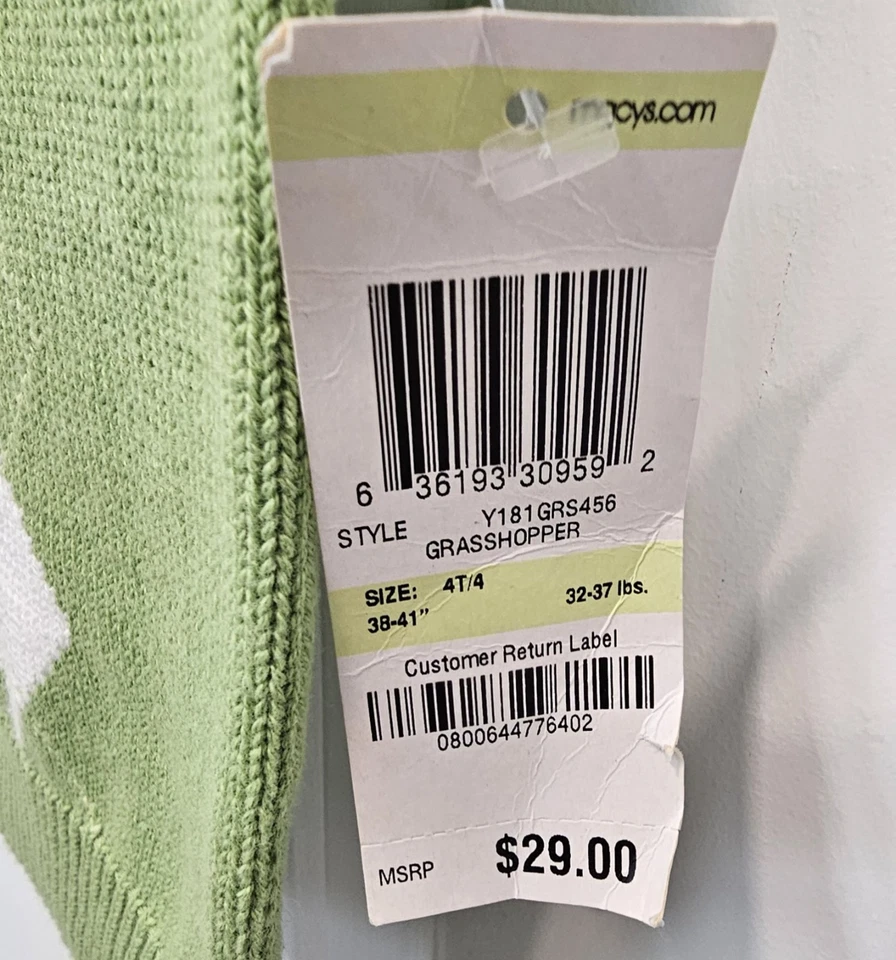 macys.com
6 36193 30959 2
STYLE Y181GRS456
GRASSHOPPER
SIZE: 4T/4 32-37 lbs.
38-41”
Customer Return Label
0800644776402
MSRP $29.00